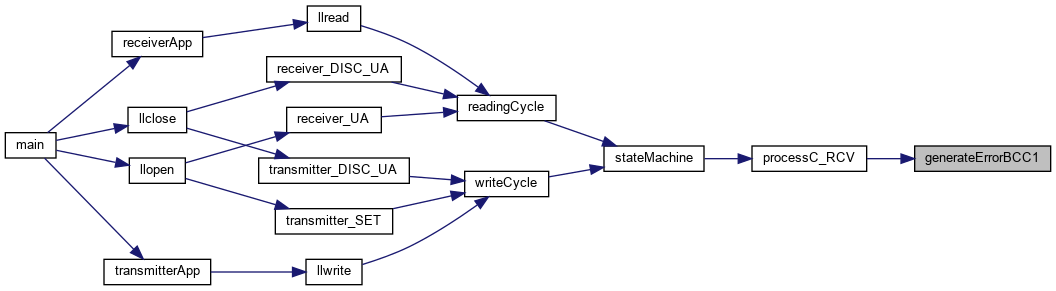 main
receiverApp
llclose
llopen
transmitterApp
llread
receiver_DISC_UA
receiver_UA
transmitter_DISC_UA
transmitter_SET
llwrite
readingCycle
writeCycle
stateMachine
processC_RCV
generateErrorBCC1